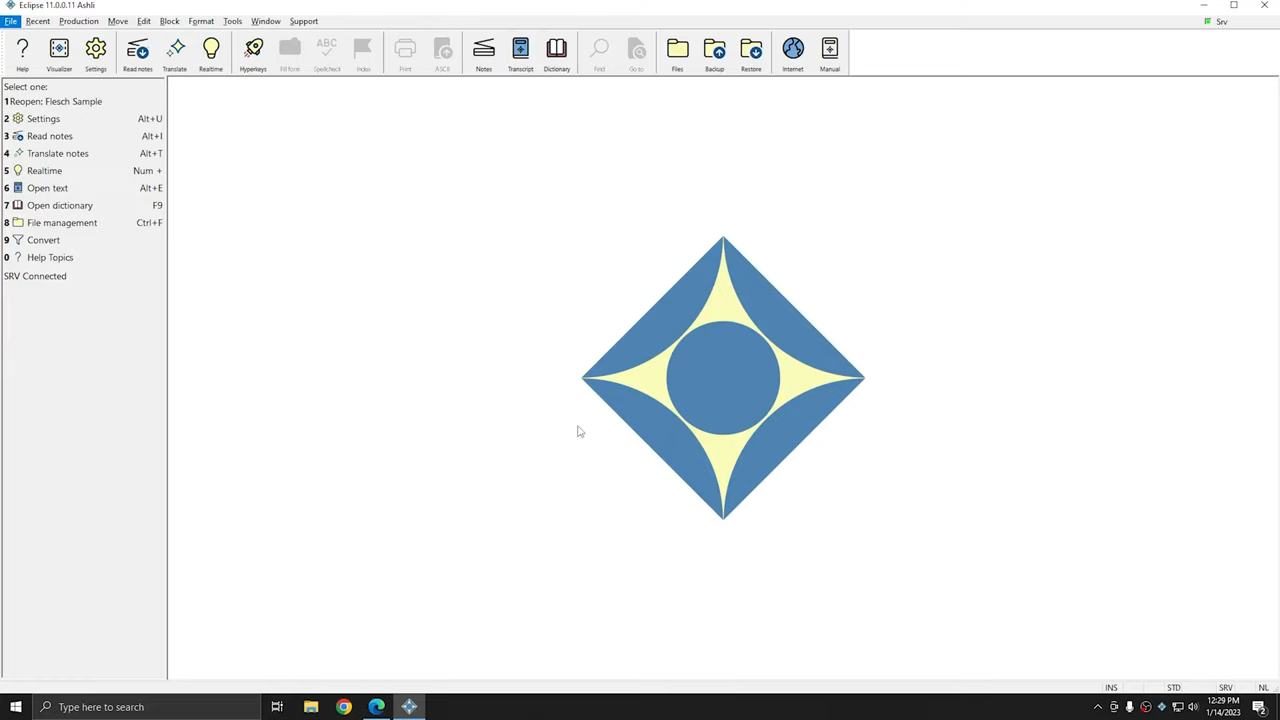 Eclipse 11.0.0.11 Ashli
File Recent Production Move Edit Block Format Tools Window Support Srv
Help Visualizer Settings Read notes Translate Realtime Hyperkeys Fill form Spellcheck Index Print ASCII Notes Transcript Dictionary Find Go to Files Backup Restore Internet Manual
Select one:
1Reopen: Flesch Sample
2 Settings Alt+U
3 Read notes Alt+I
4 Translate notes Alt+T
5 Realtime Num +
6 Open text Alt+E
7 Open dictionary F9
8 File management Ctrl+F
9 Convert
0 ? Help Topics
SRV Connected
INS STD SRV NL
Type here to search
12:29 PM
1/14/2023
2